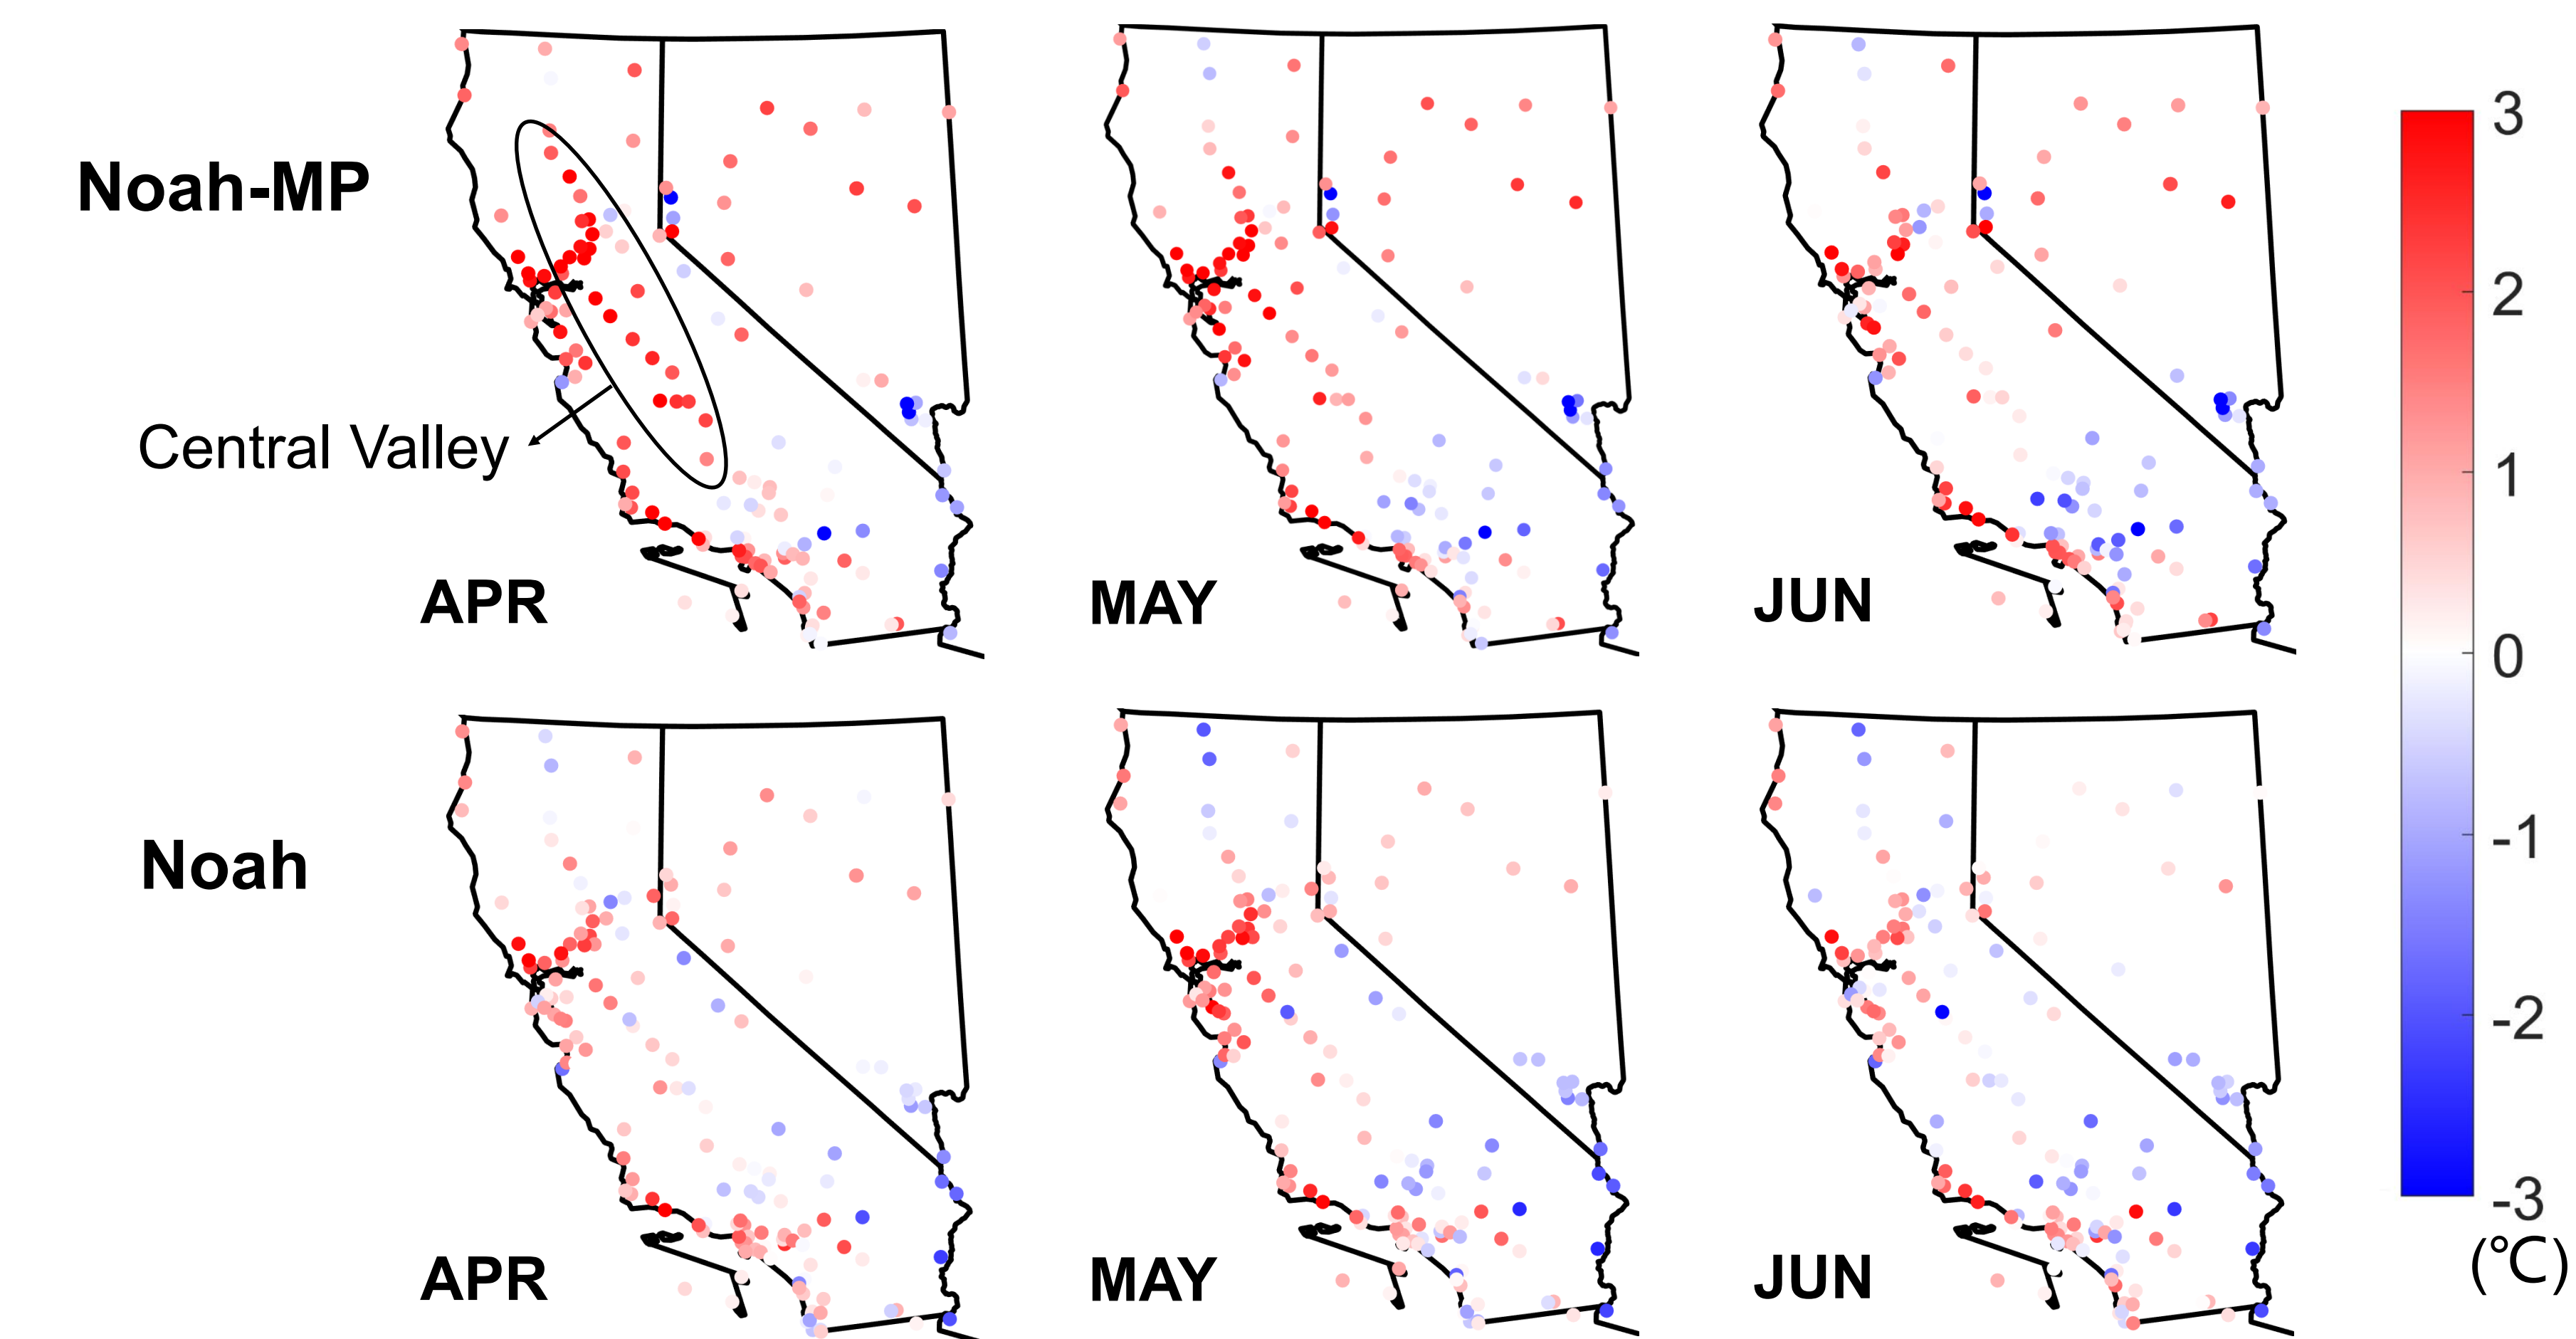 Noah-MP
Central Valley
APR
MAY
JUN
Noah
APR
MAY
JUN
3
2
1
0
-1
-2
-3
(℃)